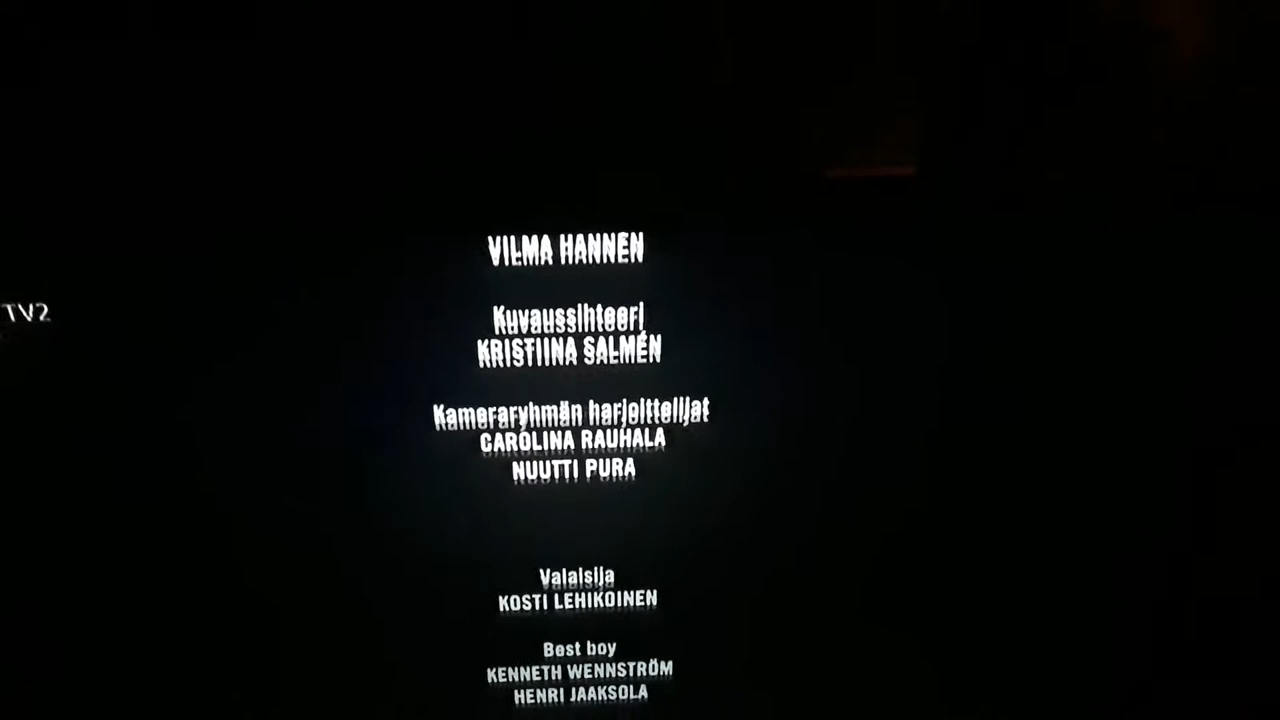 VILMA HANNEN
TV2
Kuvaussihteeri
KRISTIINA SALMÉN
Kameraryhmän harjoittelijat
CAROLINA RAUHALA
NUUTTI PURA
Valaisija
KOSTI LEHIKOINEN
Best boy
KENNETH WENNSTRÖM
HENRI JAAKSOLA